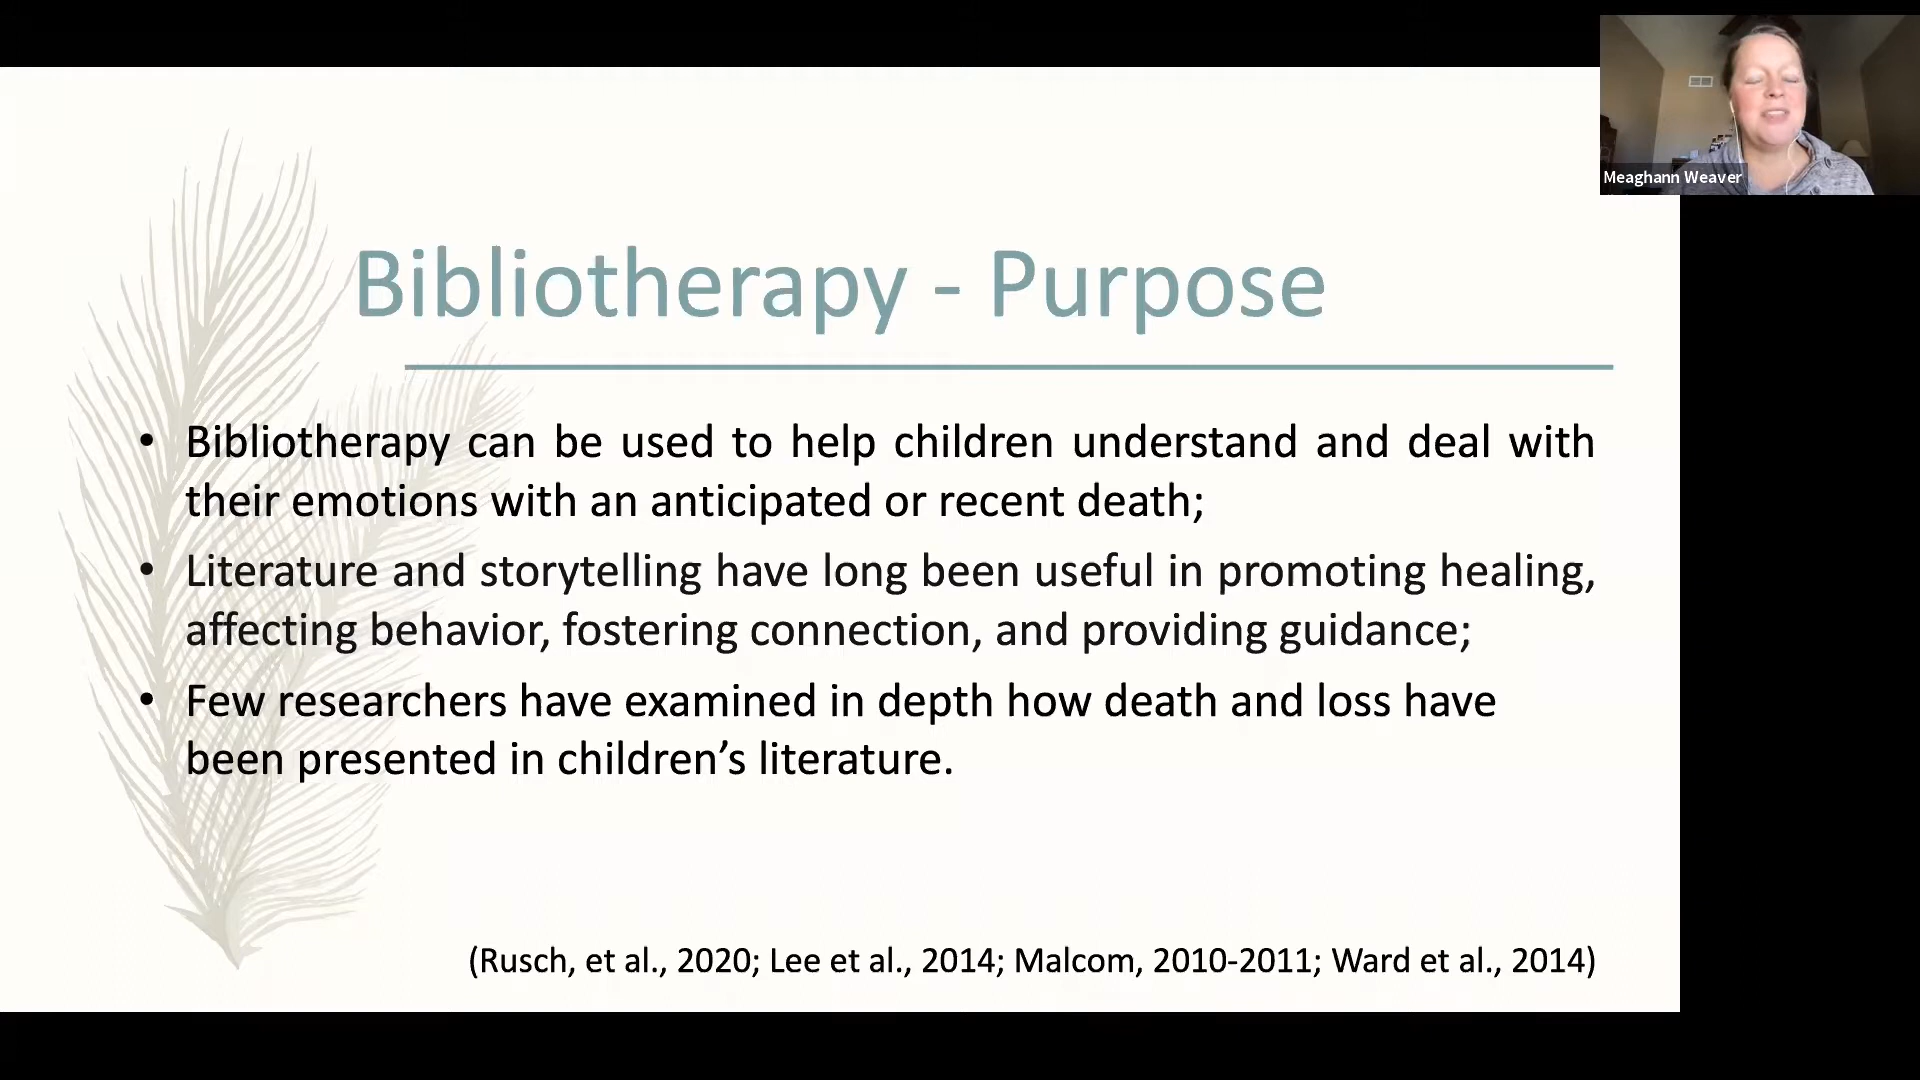 Meaghann Weaver
Bibliotherapy - Purpose
• Bibliotherapy can be used to help children understand and deal with
their emotions with an anticipated or recent death;
• Literature and storytelling have long been useful in promoting healing,
affecting behavior, fostering connection, and providing guidance;
• Few researchers have examined in depth how death and loss have
been presented in children’s literature.
(Rusch, et al., 2020; Lee et al., 2014; Malcom, 2010-2011; Ward et al., 2014)